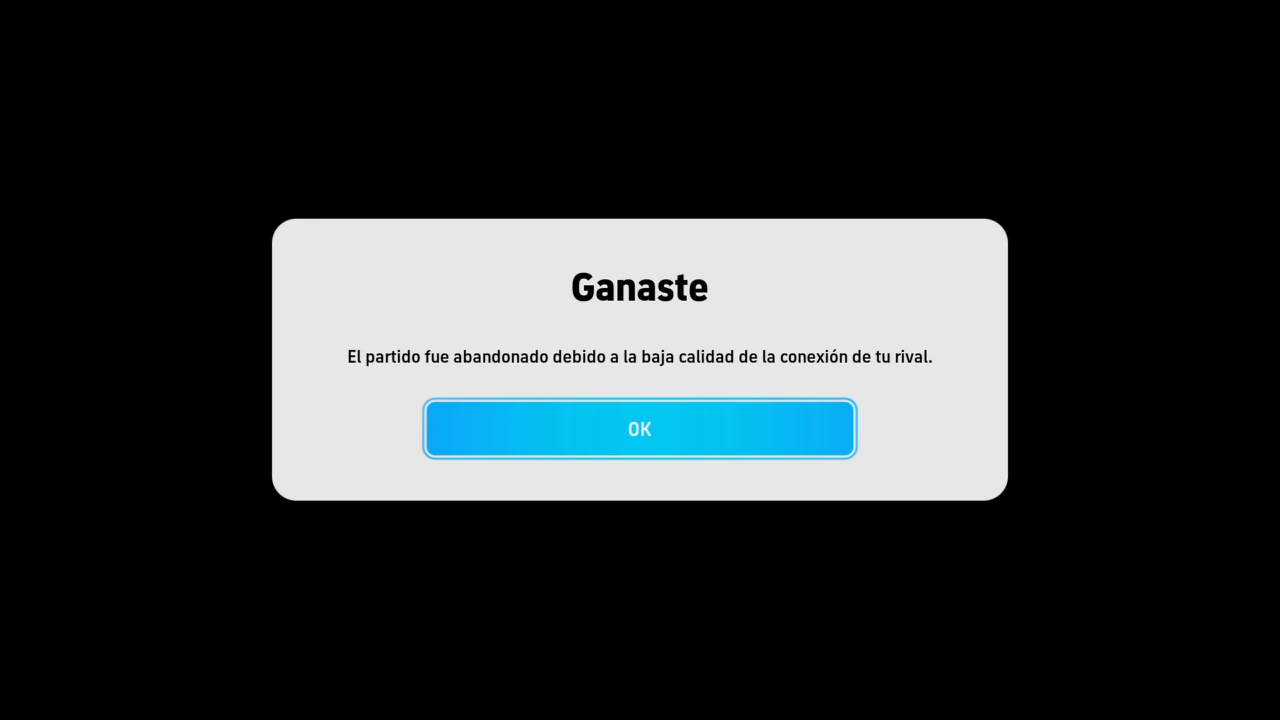 Ganaste
El partido fue abandonado debido a la baja calidad de la conexión de tu rival.
OK